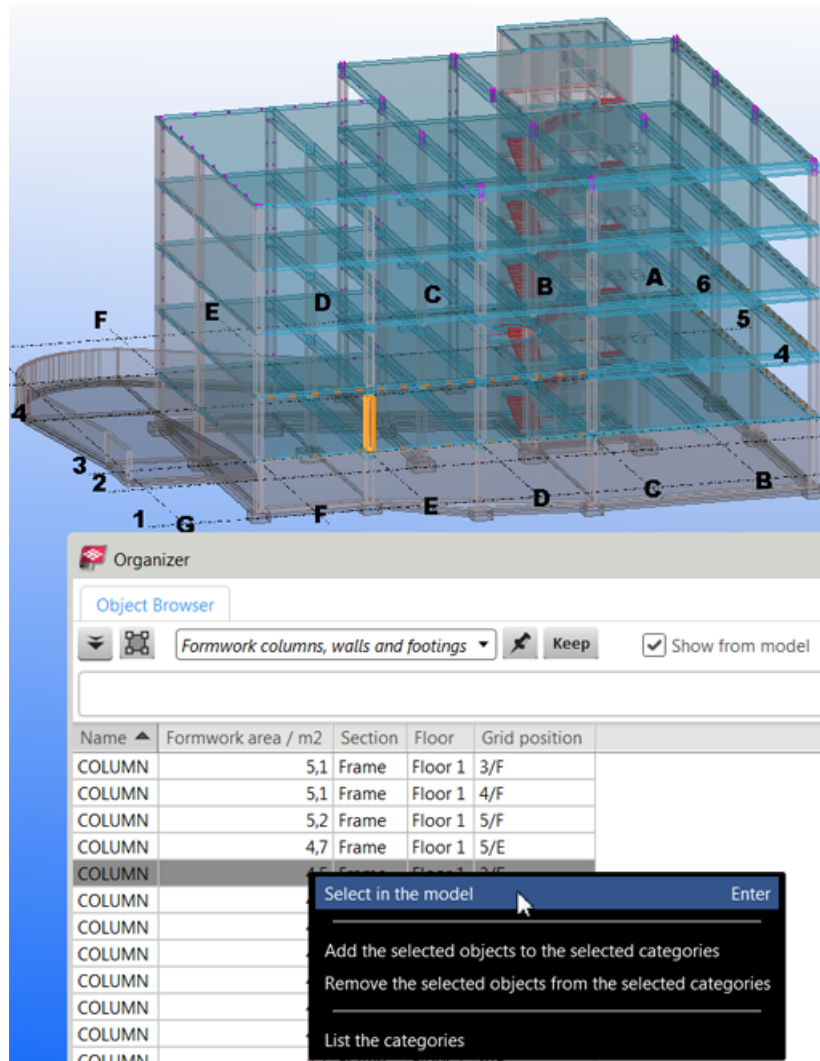 F E D C B A 6
5
4
4
3
2
1 G F E D C B
Organizer
Object Browser
Formwork columns, walls and footings Keep Show from model
Name Formwork area / m2 Section Floor Grid position
COLUMN 5,1 Frame Floor 1 3/F
COLUMN 5,1 Frame Floor 1 4/F
COLUMN 5,2 Frame Floor 1 5/F
COLUMN 4,7 Frame Floor 1 5/E
COLUMN
COLUMN
Select in the model Enter
COLUMN
COLUMN
Add the selected objects to the selected categories
COLUMN
Remove the selected objects from the selected categories
COLUMN
COLUMN
List the categories
COLUMN